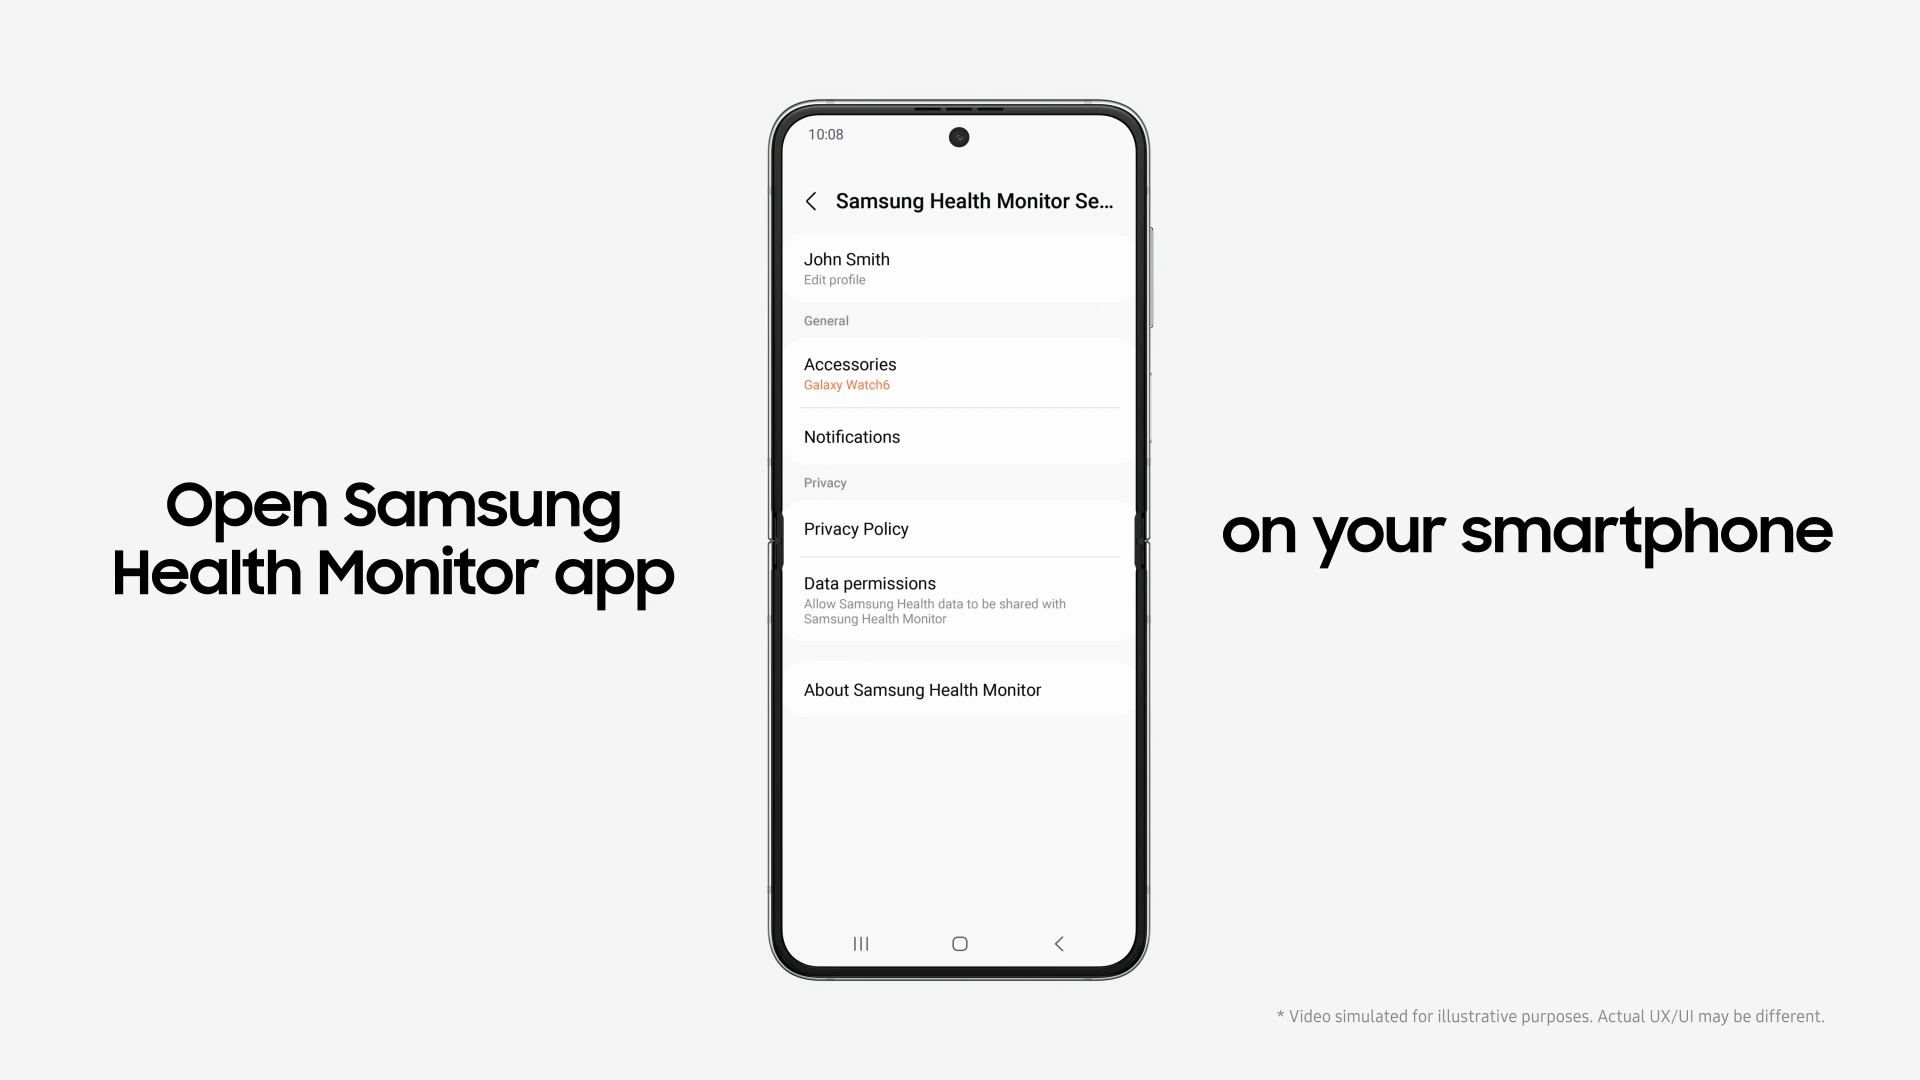 Open Samsung
Health Monitor app
10:08
Samsung Health Monitor Se...
John Smith
Edit profile
General
Accessories
Galaxy Watch6
Notifications
Privacy
Privacy Policy
Data permissions
Allow Samsung Health data to be shared with
Samsung Health Monitor
About Samsung Health Monitor
on your smartphone
* Video simulated for illustrative purposes. Actual UX/UI may be different.